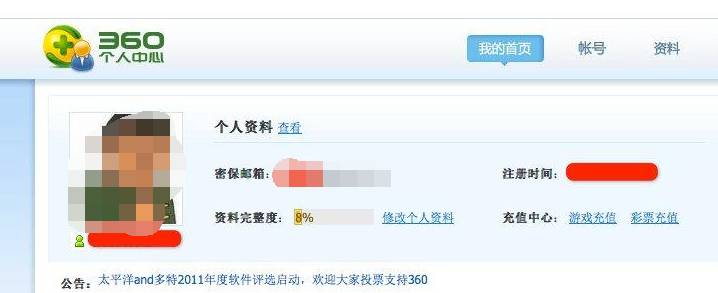 360
个人中心
我的首页 帐号 资料
个人资料 查看
密保邮箱： 注册时间：
资料完整度： 8% 修改个人资料 充值中心： 游戏充值 彩票充值
公告： 太平洋and多特2011年度软件评选启动，欢迎大家投票支持360